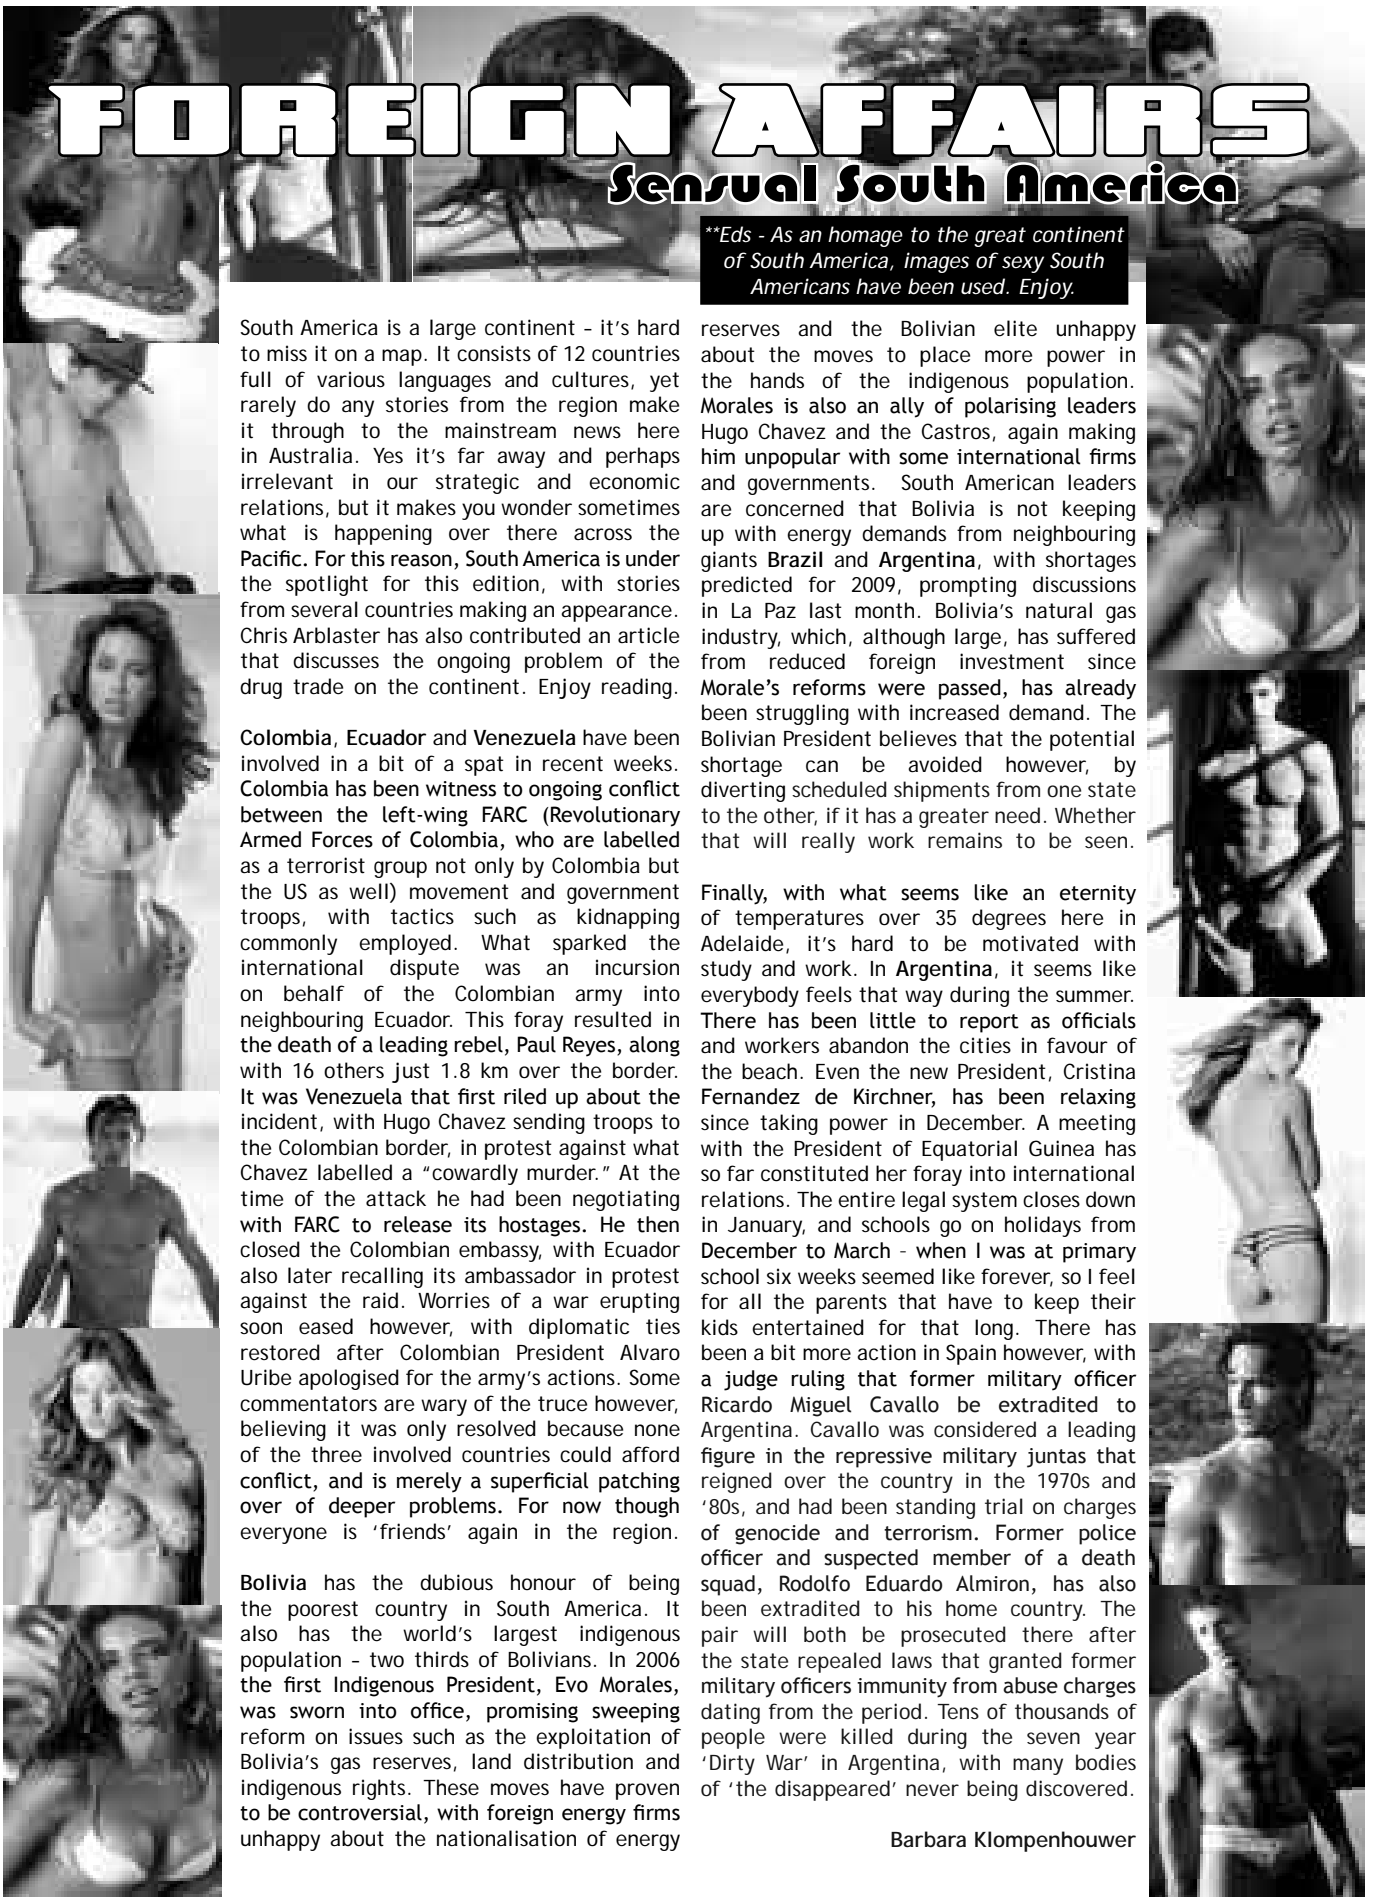 FOREIGN AFFAIRS
Sensual South America
**Eds - As an homage to the great continent
of South America, images of sexy South
Americans have been used. Enjoy.
South America is a large continent – it's hard
to miss it on a map. It consists of 12 countries
full of various languages and cultures, yet
rarely do any stories from the region make
it through to the mainstream news here
in Australia. Yes it's far away and perhaps
irrelevant in our strategic and economic
relations, but it makes you wonder sometimes
what is happening over there across the
Pacific. For this reason, South America is under
the spotlight for this edition, with stories
from several countries making an appearance.
Chris Arblaster has also contributed an article
that discusses the ongoing problem of the
drug trade on the continent. Enjoy reading.
Colombia, Ecuador and Venezuela have been
involved in a bit of a spat in recent weeks.
Colombia has been witness to ongoing conflict
between the left-wing FARC (Revolutionary
Armed Forces of Colombia, who are labelled
as a terrorist group not only by Colombia but
the US as well) movement and government
troops, with tactics such as kidnapping
commonly employed. What sparked the
international dispute was an incursion
on behalf of the Colombian army into
neighbouring Ecuador. This foray resulted in
the death of a leading rebel, Paul Reyes, along
with 16 others just 1.8 km over the border.
It was Venezuela that first riled up about the
incident, with Hugo Chavez sending troops to
the Colombian border, in protest against what
Chavez labelled a "cowardly murder." At the
time of the attack he had been negotiating
with FARC to release its hostages. He then
closed the Colombian embassy, with Ecuador
also later recalling its ambassador in protest
against the raid. Worries of a war erupting
soon eased however, with diplomatic ties
restored after Colombian President Alvaro
Uribe apologised for the army's actions. Some
commentators are wary of the truce however,
believing it was only resolved because none
of the three involved countries could afford
conflict, and is merely a superficial patching
over of deeper problems. For now though
everyone is 'friends' again in the region.
Bolivia has the dubious honour of being
the poorest country in South America. It
also has the world's largest indigenous
population – two thirds of Bolivians. In 2006
the first Indigenous President, Evo Morales,
was sworn into office, promising sweeping
reform on issues such as the exploitation of
Bolivia's gas reserves, land distribution and
indigenous rights. These moves have proven
to be controversial, with foreign energy firms
unhappy about the nationalisation of energy
reserves and the Bolivian elite unhappy
about the moves to place more power in
the hands of the indigenous population.
Morales is also an ally of polarising leaders
Hugo Chavez and the Castros, again making
him unpopular with some international firms
and governments. South American leaders
are concerned that Bolivia is not keeping
up with energy demands from neighbouring
giants Brazil and Argentina, with shortages
predicted for 2009, prompting discussions
in La Paz last month. Bolivia's natural gas
industry, which, although large, has suffered
from reduced foreign investment since
Morale's reforms were passed, has already
been struggling with increased demand. The
Bolivian President believes that the potential
shortage can be avoided however, by
diverting scheduled shipments from one state
to the other, if it has a greater need. Whether
that will really work remains to be seen.
Finally, with what seems like an eternity
of temperatures over 35 degrees here in
Adelaide, it's hard to be motivated with
study and work. In Argentina, it seems like
everybody feels that way during the summer.
There has been little to report as officials
and workers abandon the cities in favour of
the beach. Even the new President, Cristina
Fernandez de Kirchner, has been relaxing
since taking power in December. A meeting
with the President of Equatorial Guinea has
so far constituted her foray into international
relations. The entire legal system closes down
in January, and schools go on holidays from
December to March - when I was at primary
school six weeks seemed like forever, so I feel
for all the parents that have to keep their
kids entertained for that long. There has
been a bit more action in Spain however, with
a judge ruling that former military officer
Ricardo Miguel Cavallo be extradited to
Argentina. Cavallo was considered a leading
figure in the repressive military juntas that
reigned over the country in the 1970s and
'80s, and had been standing trial on charges
of genocide and terrorism. Former police
officer and suspected member of a death
squad, Rodolfo Eduardo Almiron, has also
been extradited to his home country. The
pair will both be prosecuted there after
the state repealed laws that granted former
military officers immunity from abuse charges
dating from the period. Tens of thousands of
people were killed during the seven year
'Dirty War' in Argentina, with many bodies
of 'the disappeared' never being discovered.
Barbara Klompenhouwer